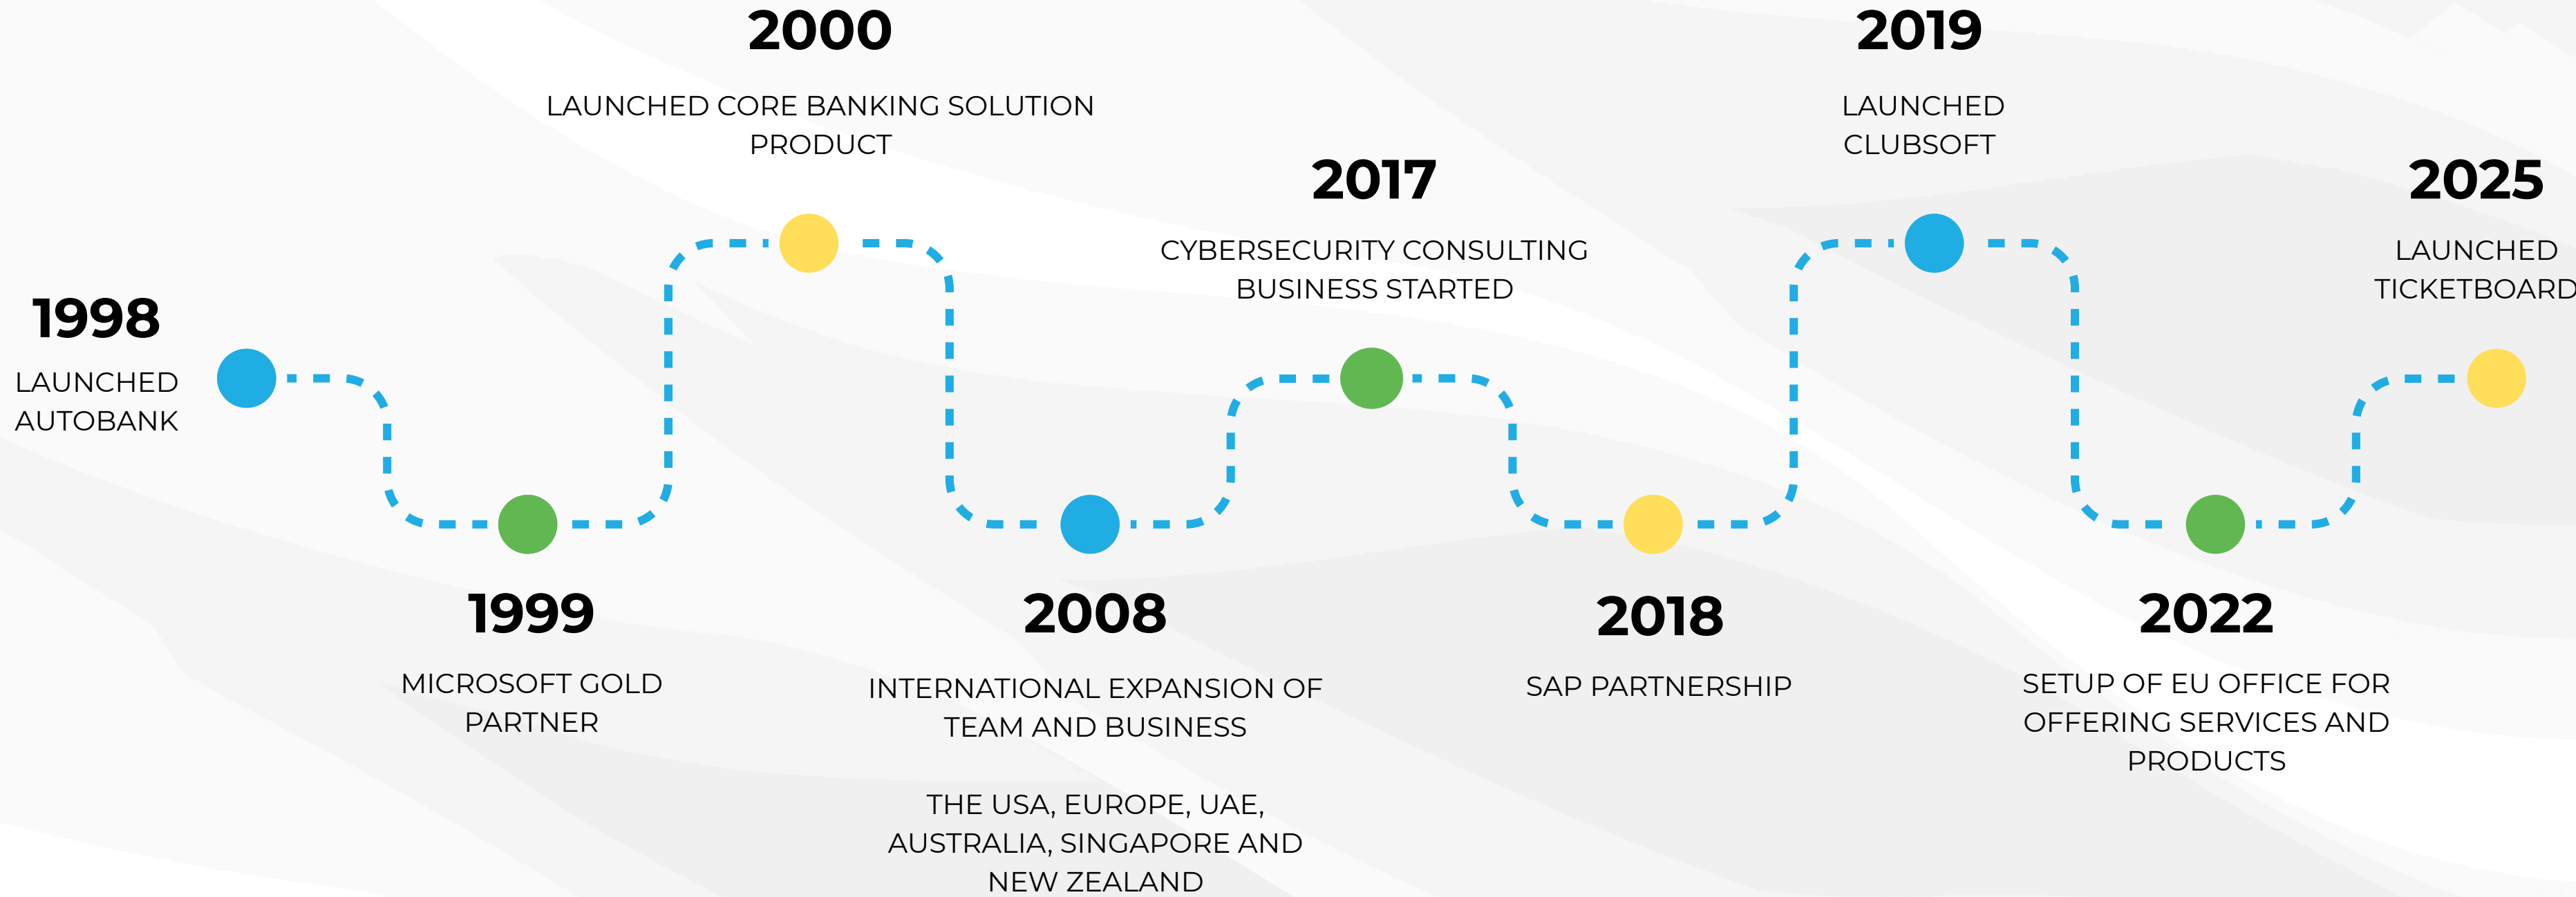 1998
LAUNCHED
AUTOBANK
1999
MICROSOFT GOLD
PARTNER
2000
LAUNCHED CORE BANKING SOLUTION
PRODUCT
2008
INTERNATIONAL EXPANSION OF
TEAM AND BUSINESS
THE USA, EUROPE, UAE,
AUSTRALIA, SINGAPORE AND
NEW ZEALAND
2017
CYBERSECURITY CONSULTING
BUSINESS STARTED
2018
SAP PARTNERSHIP
2019
LAUNCHED
CLUBSOFT
2022
SETUP OF EU OFFICE FOR
OFFERING SERVICES AND
PRODUCTS
2025
LAUNCHED
TICKETBOARD